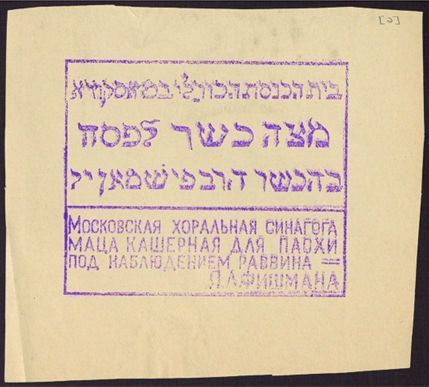 בית הכנסת הכורלי במאסקווא
מצה כשר לפסח
בהכשר הרב פישמאן י״ל
МОСКОВСКАЯ ХОРАЛЬНАЯ СИНАГОГА
МАЦА КАШЕРНАЯ ДЛЯ ПАСХИ
ПОД НАБЛЮДЕНИЕМ РАВВИНА =
Я.Л.ФИШМАНА